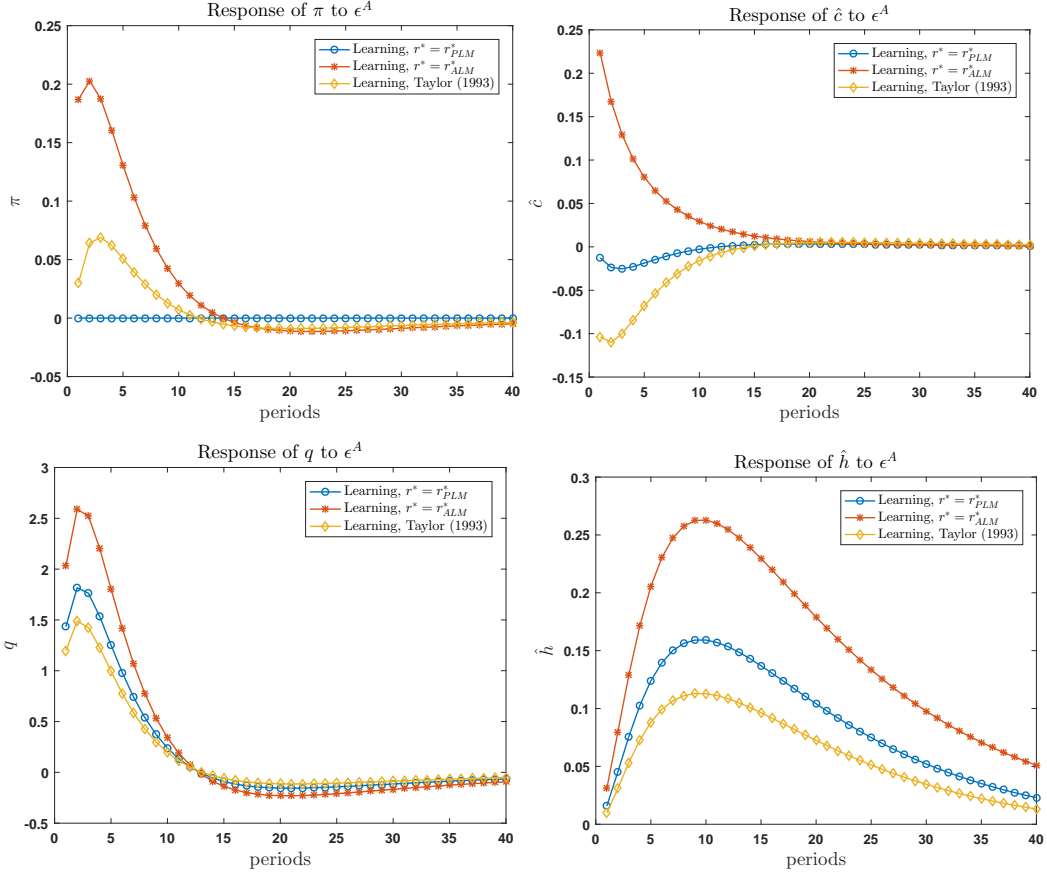 Response of π to ϵ^A
0.25
0.2
0.15
0.1
0.05
0
-0.05
π
0 5 10 15 20 25 30 35 40
periods
Learning, r* = r*_PLM
Learning, r* = r*_ALM
Learning, Taylor (1993)
Response of ĉ to ϵ^A
0.25
0.2
0.15
0.1
0.05
0
-0.05
-0.1
-0.15
ĉ
0 5 10 15 20 25 30 35 40
periods
Learning, r* = r*_PLM
Learning, r* = r*_ALM
Learning, Taylor (1993)
Response of q to ϵ^A
3
2.5
2
1.5
1
0.5
0
-0.5
q
0 5 10 15 20 25 30 35 40
periods
Learning, r* = r*_PLM
Learning, r* = r*_ALM
Learning, Taylor (1993)
Response of ĥ to ϵ^A
0.3
0.25
0.2
0.15
0.1
0.05
0
ĥ
0 5 10 15 20 25 30 35 40
periods
Learning, r* = r*_PLM
Learning, r* = r*_ALM
Learning, Taylor (1993)